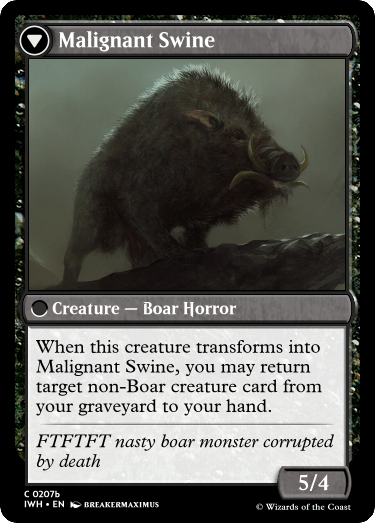 Malignant Swine
Creature — Boar Horror
When this creature transforms into
Malignant Swine, you may return
target non-Boar creature card from
your graveyard to your hand.
FTFTFT nasty boar monster corrupted
by death
5/4
C 0207b
IWH • EN BREAKERMAXIMUS
© Wizards of the Coast